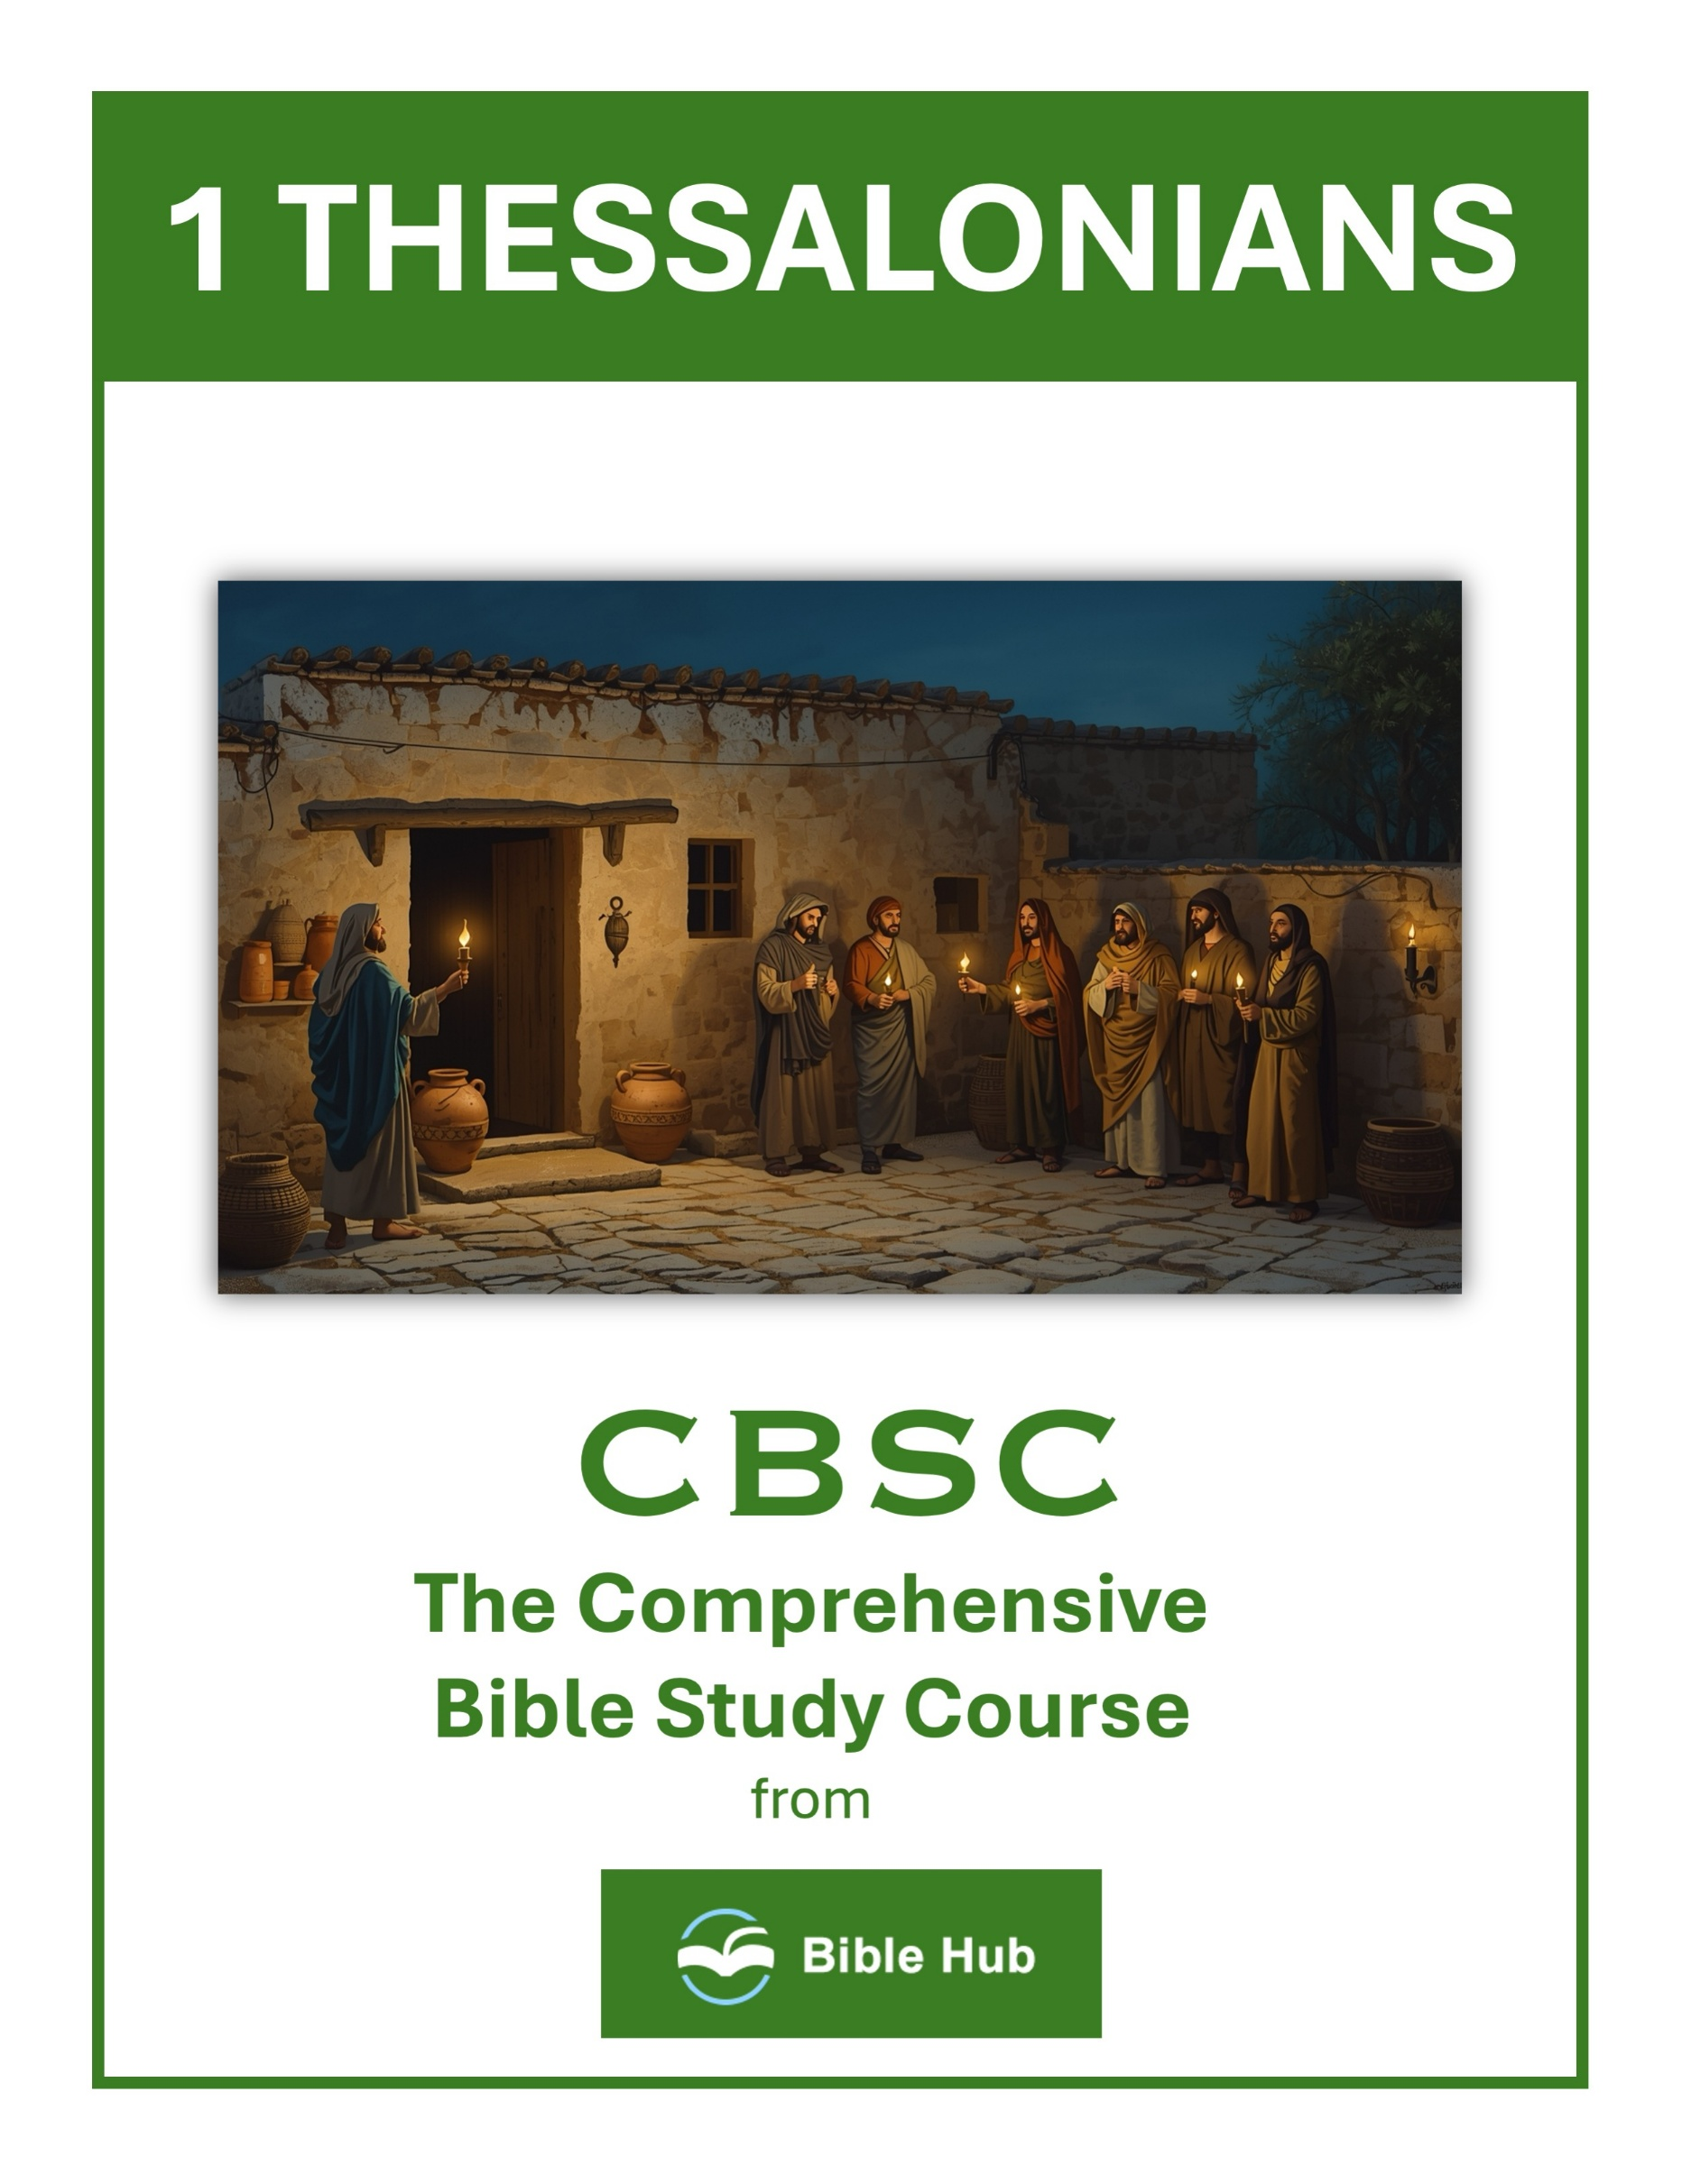 1 THESSALONIANS
CBSC
The Comprehensive
Bible Study Course
from
Bible Hub